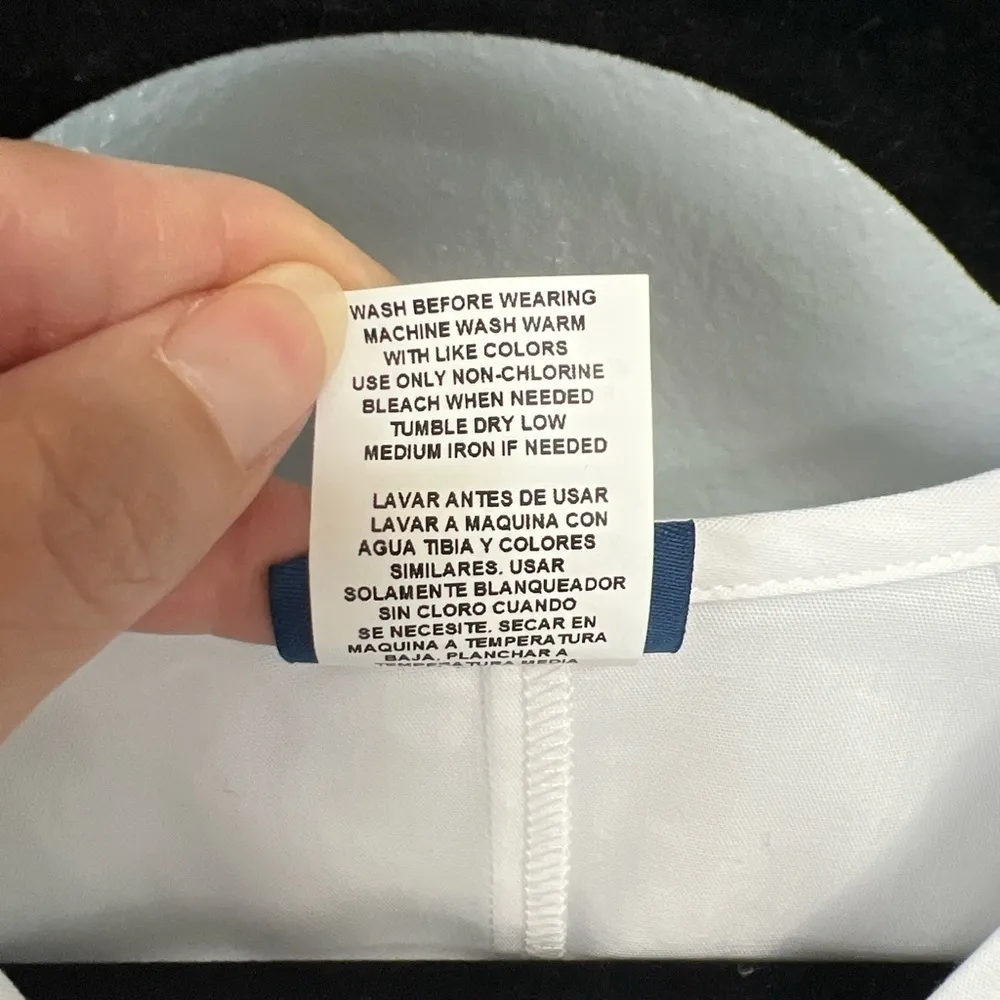 WASH BEFORE WEARING
MACHINE WASH WARM
WITH LIKE COLORS
USE ONLY NON-CHLORINE
BLEACH WHEN NEEDED
TUMBLE DRY LOW
MEDIUM IRON IF NEEDED
LAVAR ANTES DE USAR
LAVAR A MAQUINA CON
AGUA TIBIA Y COLORES
SIMILARES. USAR
SOLAMENTE BLANQUEADOR
SIN CLORO CUANDO
SE NECESITE. SECAR EN
MAQUINA A TEMPERATURA
BAJA. PLANCHAR A
TEMPERATURA MEDIA